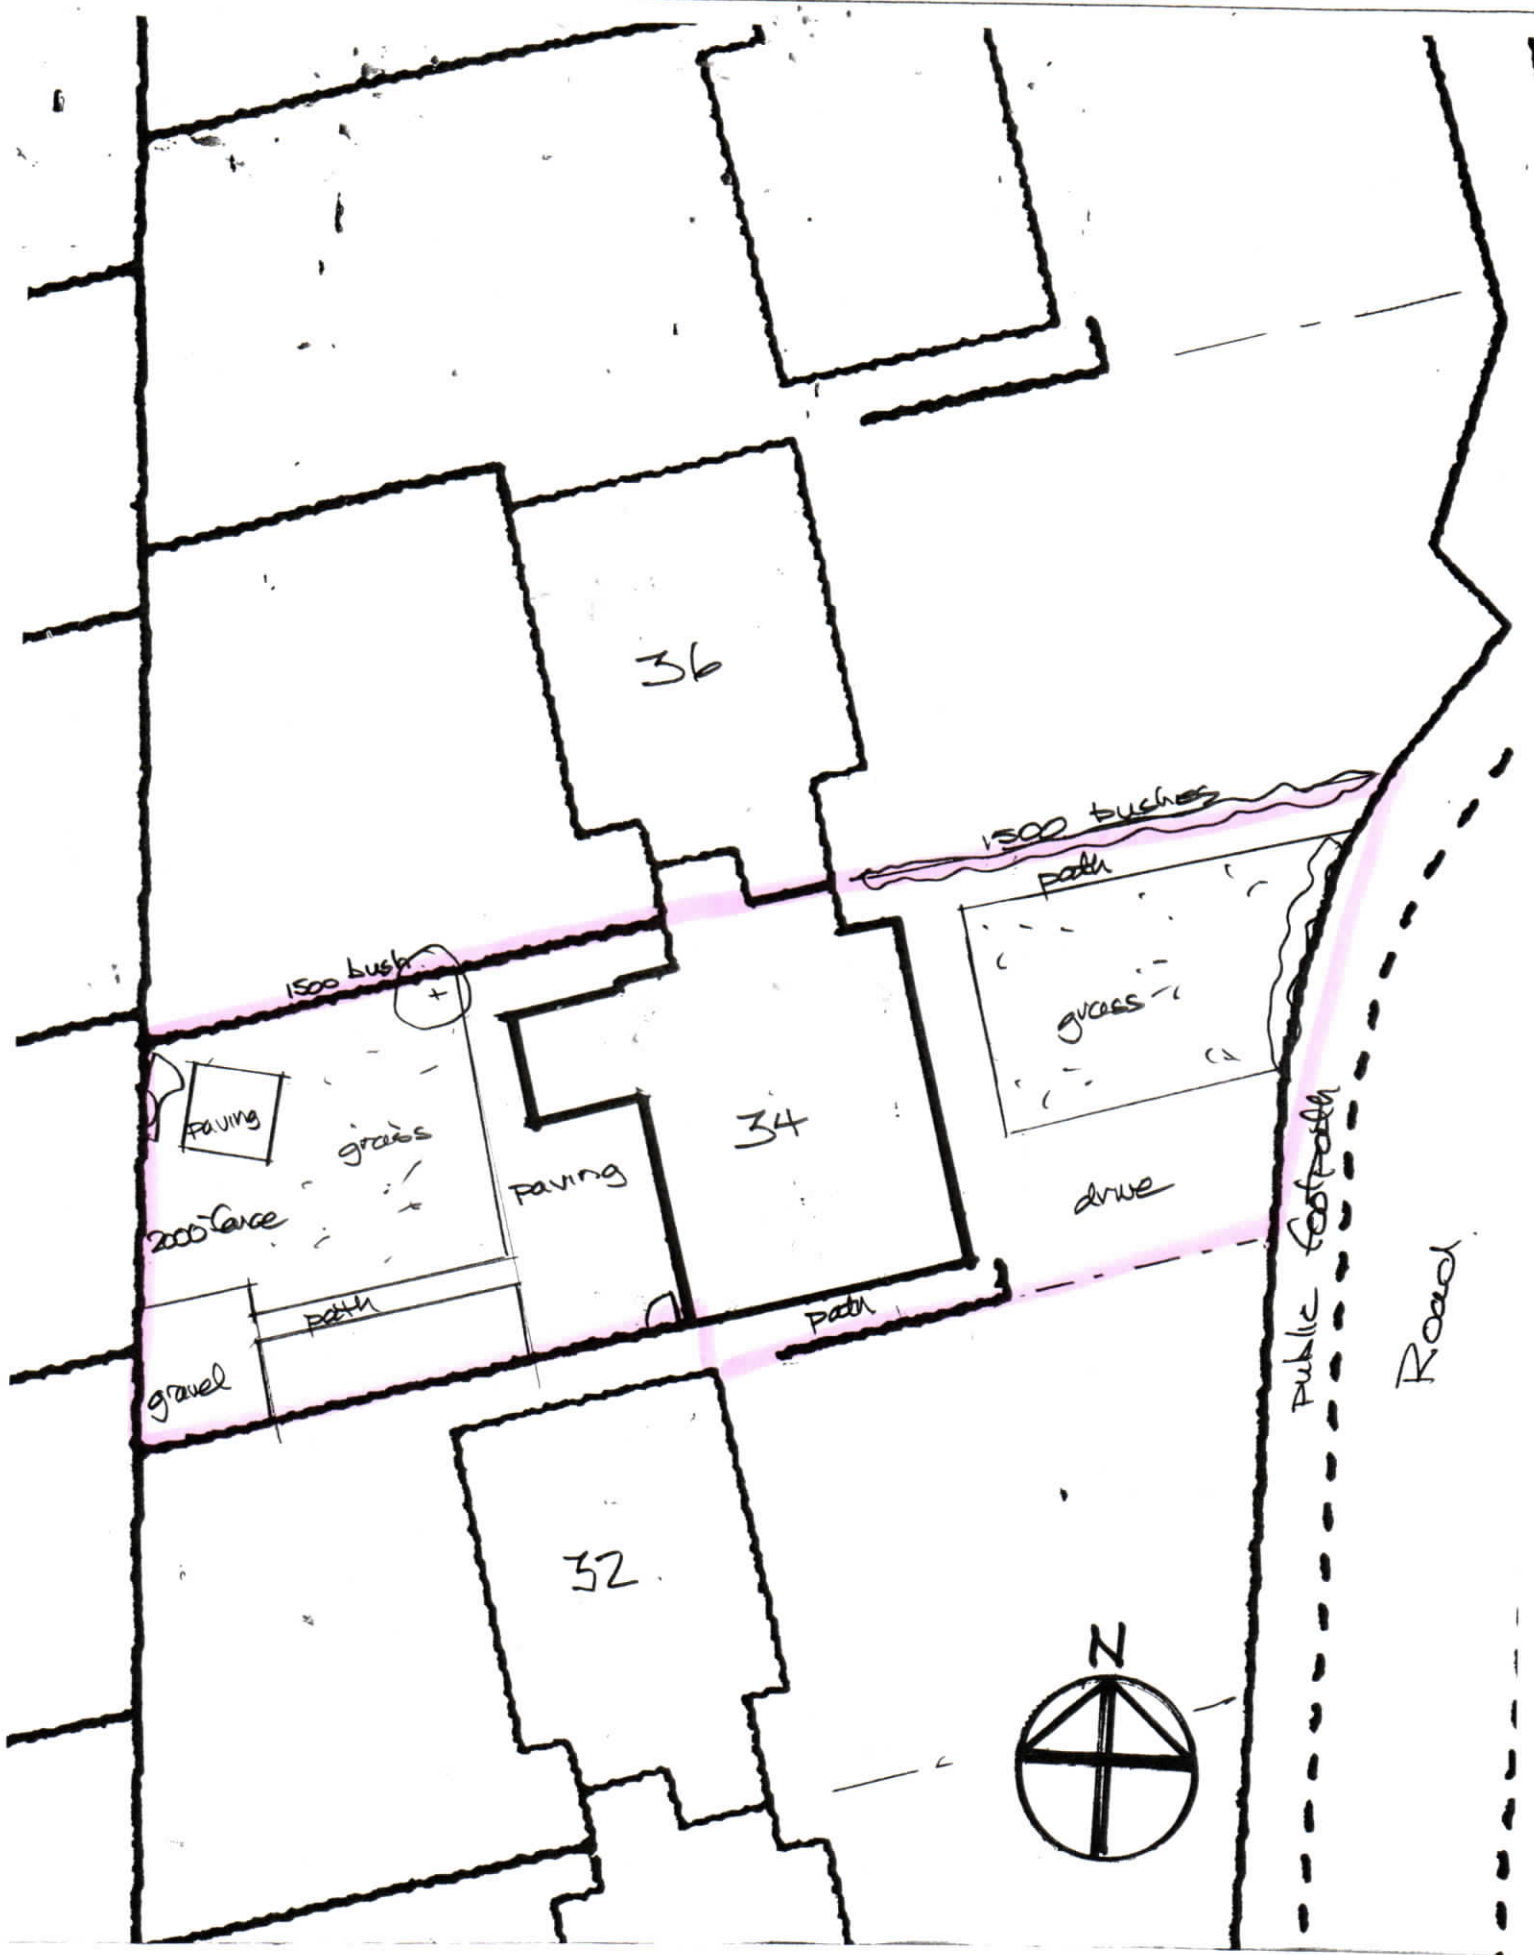 36
1500 bushes
path
1500 bush
grass
paving
grass
34
paving
drive
2000 fence
path
path
gravel
public footpath
Road
32
N